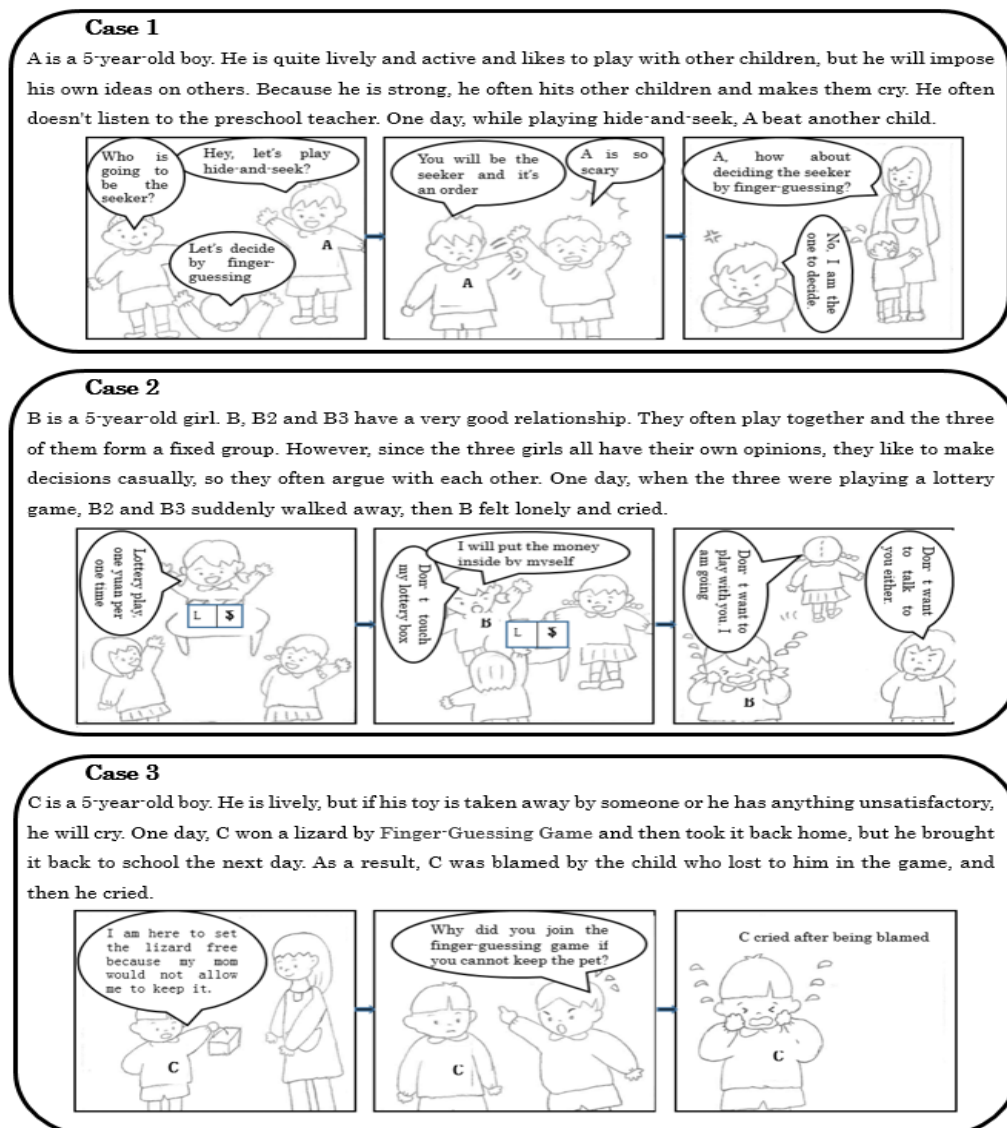 Case 1
A is a 5-year-old boy. He is quite lively and active and likes to play with other children, but he will impose
his own ideas on others. Because he is strong, he often hits other children and makes them cry. He often
doesn't listen to the preschool teacher. One day, while playing hide-and-seek, A beat another child.
Who is
going to
be the
seeker?
Hey, let's play
hide-and-seek?
Let's decide
by finger-
guessing
A
You will be the
seeker and it's
an order
A is so
scary
A
A, how about
deciding the seeker
by finger-guessing?
No, I am the
one to decide.
Case 2
B is a 5-year-old girl. B, B2 and B3 have a very good relationship. They often play together and the three
of them form a fixed group. However, since the three girls all have their own opinions, they like to make
decisions casually, so they often argue with each other. One day, when the three were playing a lottery
game, B2 and B3 suddenly walked away, then B felt lonely and cried.
Lottery play,
one yuan per
one time
L $
I will put the money
inside by myself
Don't touch
my lottery box
B
L $
Don't want to
play with you. I
am going
Don't want
to talk to
you either.
B
Case 3
C is a 5-year-old boy. He is lively, but if his toy is taken away by someone or he has anything unsatisfactory,
he will cry. One day, C won a lizard by Finger-Guessing Game and then took it back home, but he brought
it back to school the next day. As a result, C was blamed by the child who lost to him in the game, and
then he cried.
I am here to set
the lizard free
because my mom
would not allow
me to keep it.
C
Why did you join the
finger-guessing game if
you cannot keep the pet?
C
C cried after being blamed
C